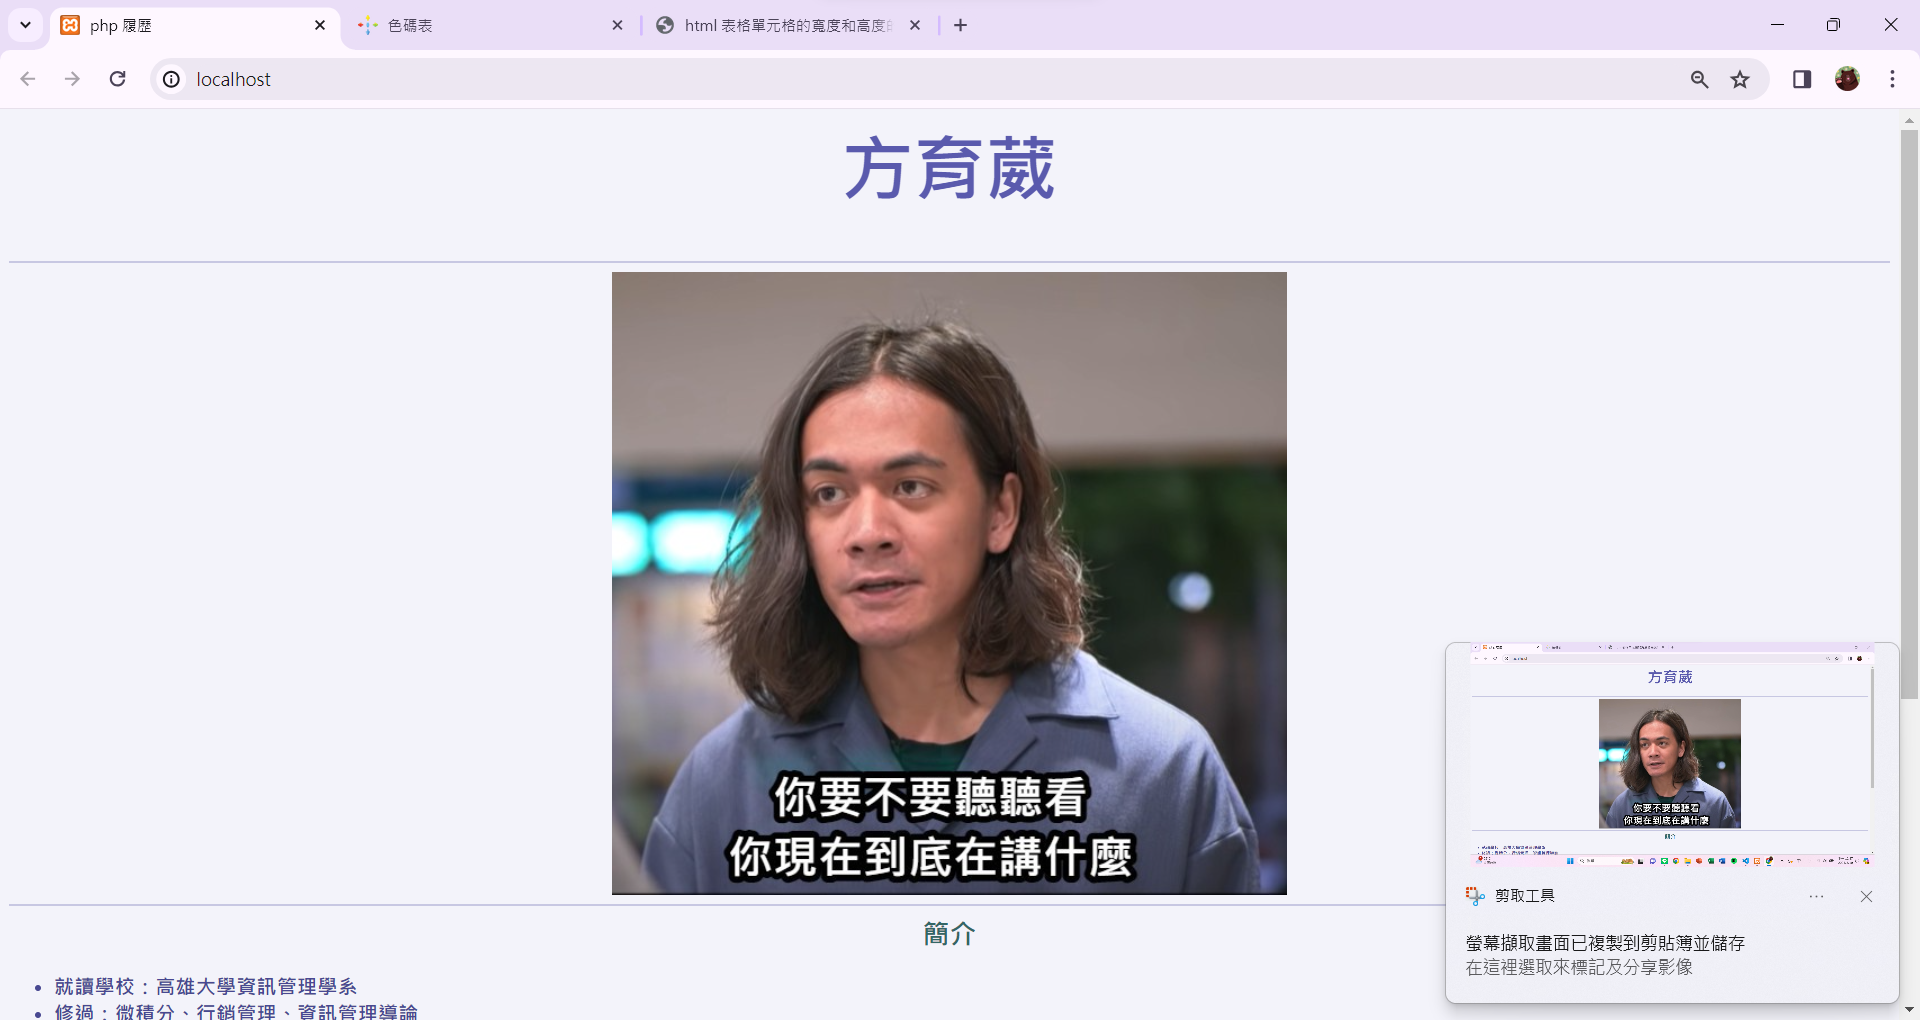 php 履歷
色碼表
html 表格單元格的寬度和高度的
localhost
方育葳
你要不要聽聽看
你現在到底在講什麼
簡介
就讀學校：高雄大學資訊管理學系
修過：微積分、行銷管理、資訊管理導論
方育葳
你要不要聽聽看
你現在到底在講什麼
簡介
剪取工具
螢幕擷取畫面已複製到剪貼簿並儲存
在這裡選取來標記及分享影像